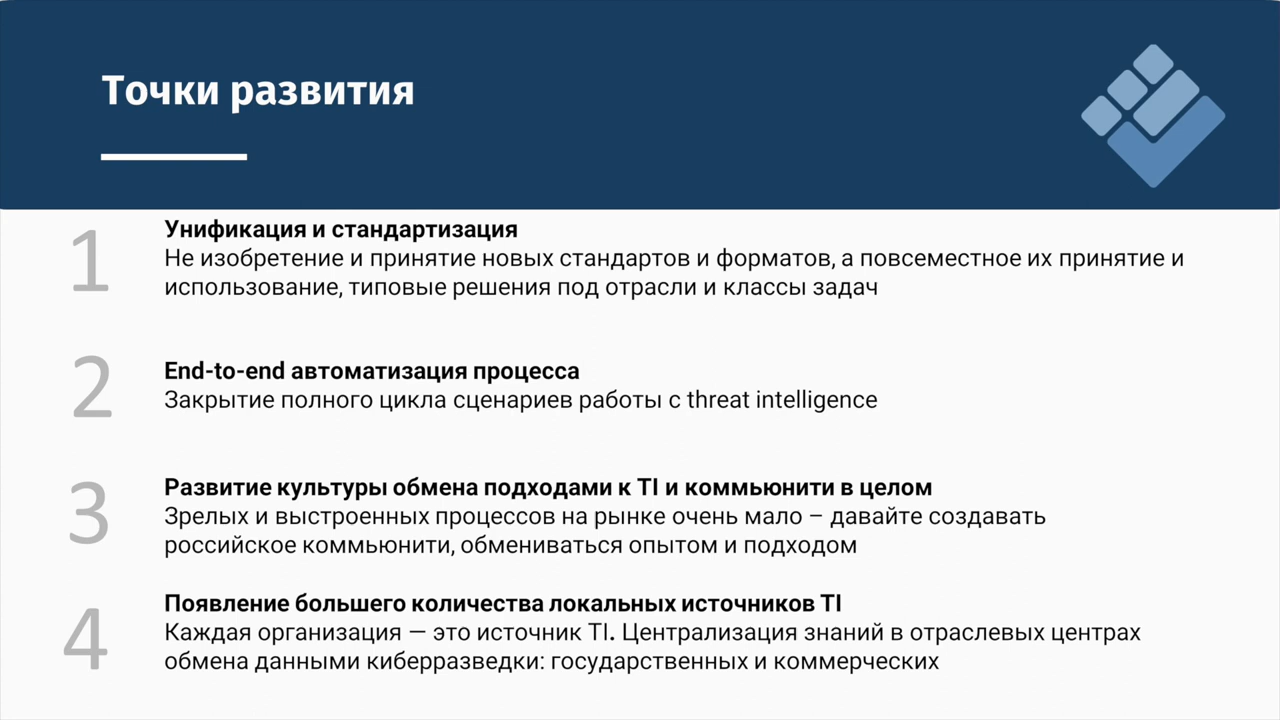 Точки развития
1
Унификация и стандартизация
Не изобретение и принятие новых стандартов и форматов, а повсеместное их принятие и
использование, типовые решения под отрасли и классы задач
2
End-to-end автоматизация процесса
Закрытие полного цикла сценариев работы с threat intelligence
3
Развитие культуры обмена подходами к TI и коммьюнити в целом
Зрелых и выстроенных процессов на рынке очень мало – давайте создавать
российское коммьюнити, обмениваться опытом и подходом
4
Появление большего количества локальных источников TI
Каждая организация — это источник TI. Централизация знаний в отраслевых центрах
обмена данными киберразведки: государственных и коммерческих